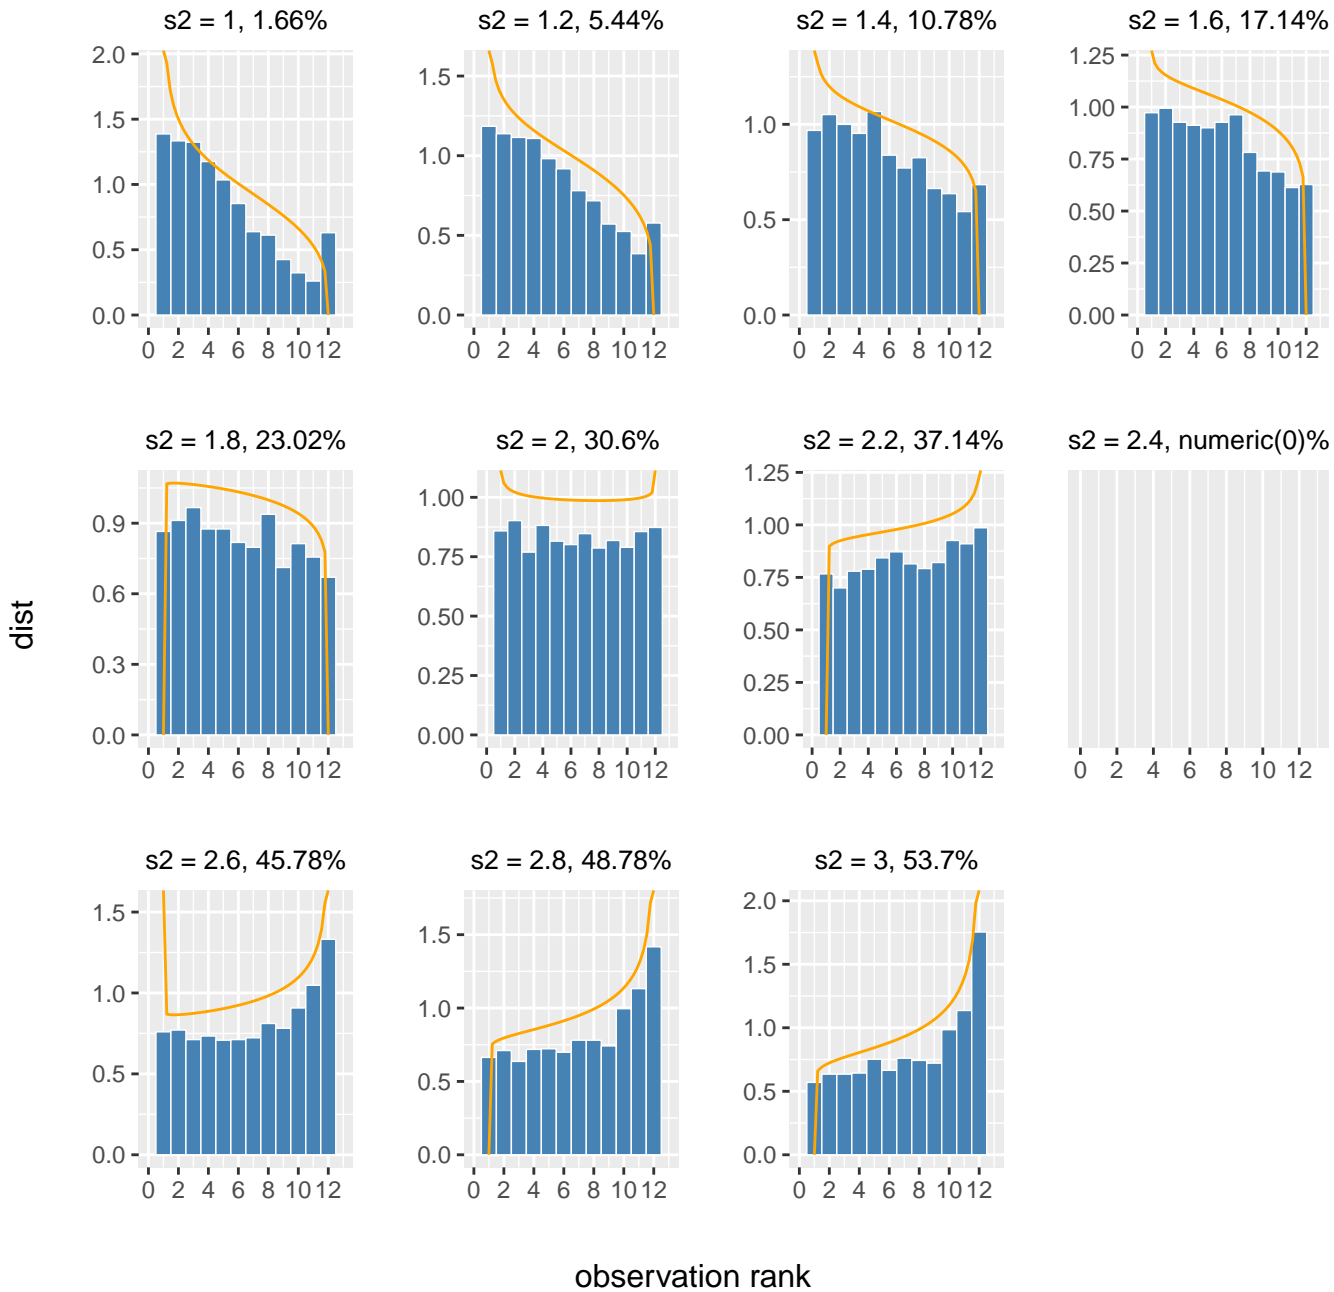 s2 = 1, 1.66%
2.0
1.5
1.0
0.5
0.0
0 2 4 6 8 10 12
s2 = 1.2, 5.44%
1.5
1.0
0.5
0.0
0 2 4 6 8 10 12
s2 = 1.4, 10.78%
1.0
0.5
0.0
0 2 4 6 8 10 12
s2 = 1.6, 17.14%
1.25
1.00
0.75
0.50
0.25
0.00
0 2 4 6 8 10 12
dist
s2 = 1.8, 23.02%
0.9
0.6
0.3
0.0
0 2 4 6 8 10 12
s2 = 2, 30.6%
1.00
0.75
0.50
0.25
0.00
0 2 4 6 8 10 12
s2 = 2.2, 37.14%
1.25
1.00
0.75
0.50
0.25
0.00
0 2 4 6 8 10 12
s2 = 2.4, numeric(0)%
0 2 4 6 8 10 12
s2 = 2.6, 45.78%
1.5
1.0
0.5
0.0
0 2 4 6 8 10 12
s2 = 2.8, 48.78%
1.5
1.0
0.5
0.0
0 2 4 6 8 10 12
s2 = 3, 53.7%
2.0
1.5
1.0
0.5
0.0
0 2 4 6 8 10 12
observation rank